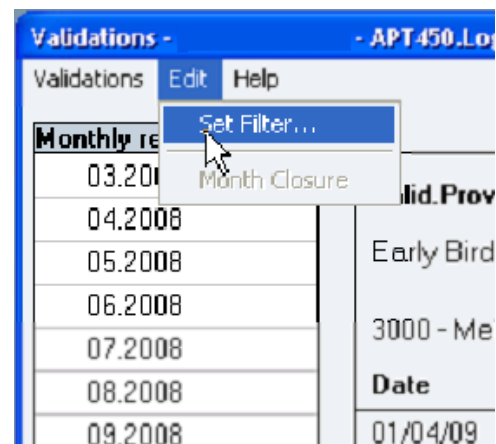 Validations - - APT450.Log
Validations Edit Help
Set Filter...
Month Closure
Monthly re
03.20
04.2008
05.2008
06.2008
07.2008
08.2008
09.2008
lid.Prov
Early Bird
3000 - Me
Date
01/04/09